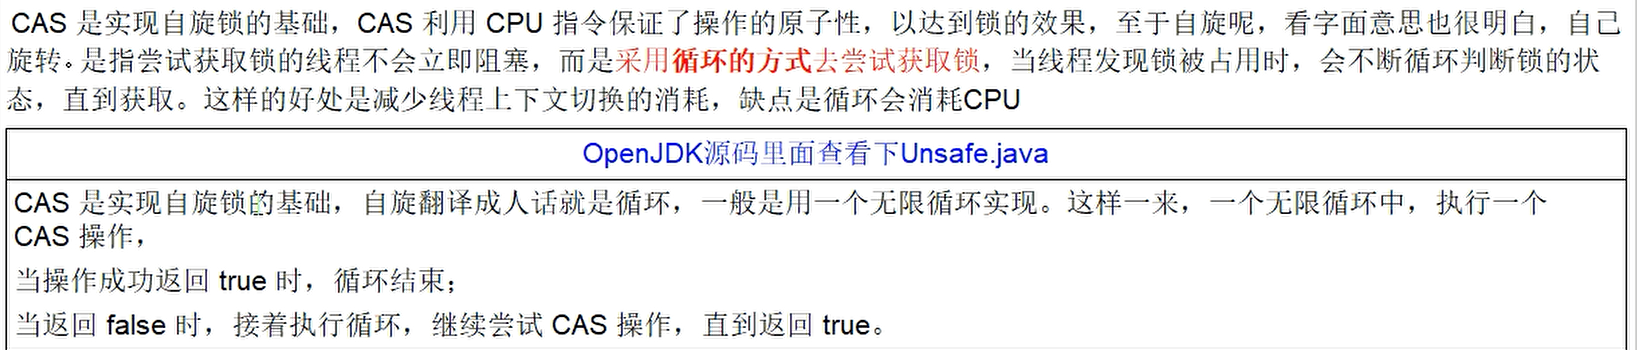 CAS 是实现自旋锁的基础，CAS 利用 CPU 指令保证了操作的原子性，以达到锁的效果，至于自旋呢，看字面意思也很明白，自己
旋转。是指尝试获取锁的线程不会立即阻塞，而是采用循环的方式去尝试获取锁，当线程发现锁被占用时，会不断循环判断锁的状
态，直到获取。这样的好处是减少线程上下文切换的消耗，缺点是循环会消耗CPU
OpenJDK源码里面查看下Unsafe.java
CAS 是实现自旋锁的基础，自旋翻译成人话就是循环，一般是用一个无限循环实现。这样一来，一个无限循环中，执行一个
CAS 操作，
当操作成功返回 true 时，循环结束；
当返回 false 时，接着执行循环，继续尝试 CAS 操作，直到返回 true。